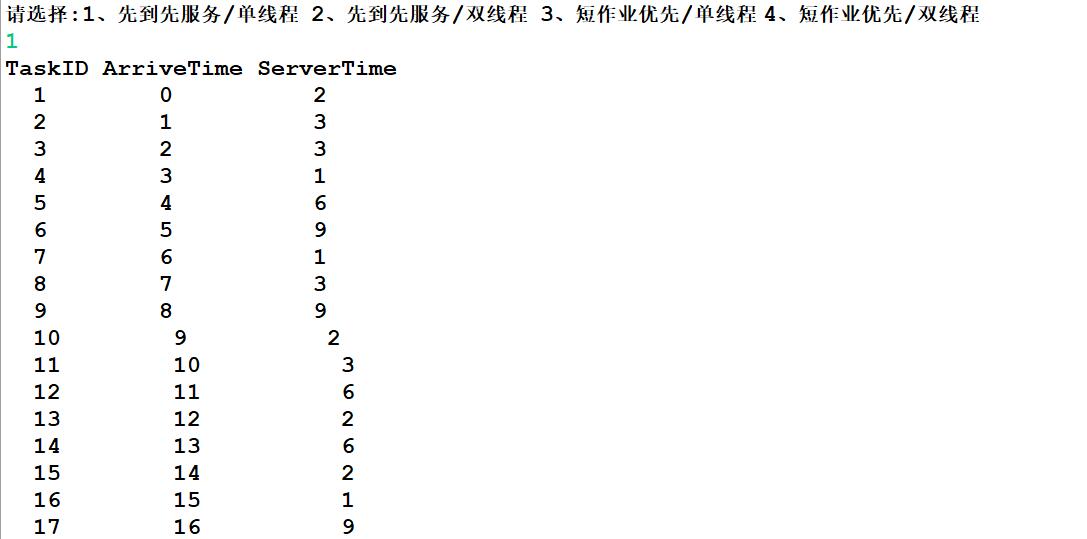 请选择:1、先到先服务/单线程 2、先到先服务/双线程 3、短作业优先/单线程 4、短作业优先/双线程
1
TaskID ArriveTime ServerTime
1 0 2
2 1 3
3 2 3
4 3 1
5 4 6
6 5 9
7 6 1
8 7 3
9 8 9
10 9 2
11 10 3
12 11 6
13 12 2
14 13 6
15 14 2
16 15 1
17 16 9